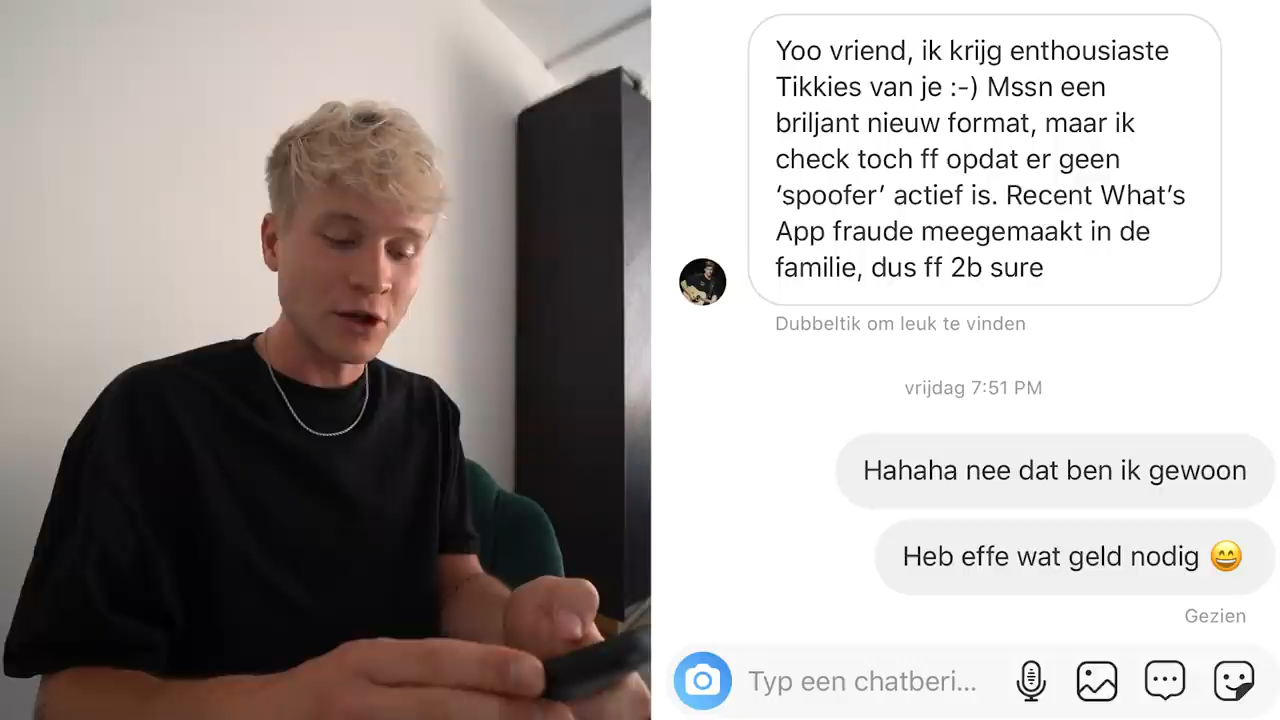 Yoo vriend, ik krijg enthousiaste
Tikkies van je :-) Mssn een
briljant nieuw format, maar ik
check toch ff opdat er geen
‘spoofer’ actief is. Recent What’s
App fraude meegemaakt in de
familie, dus ff 2b sure
Dubbeltik om leuk te vinden
vrijdag 7:51 PM
Hahaha nee dat ben ik gewoon
Heb effe wat geld nodig 😄
Gezien
Typ een chatberi...